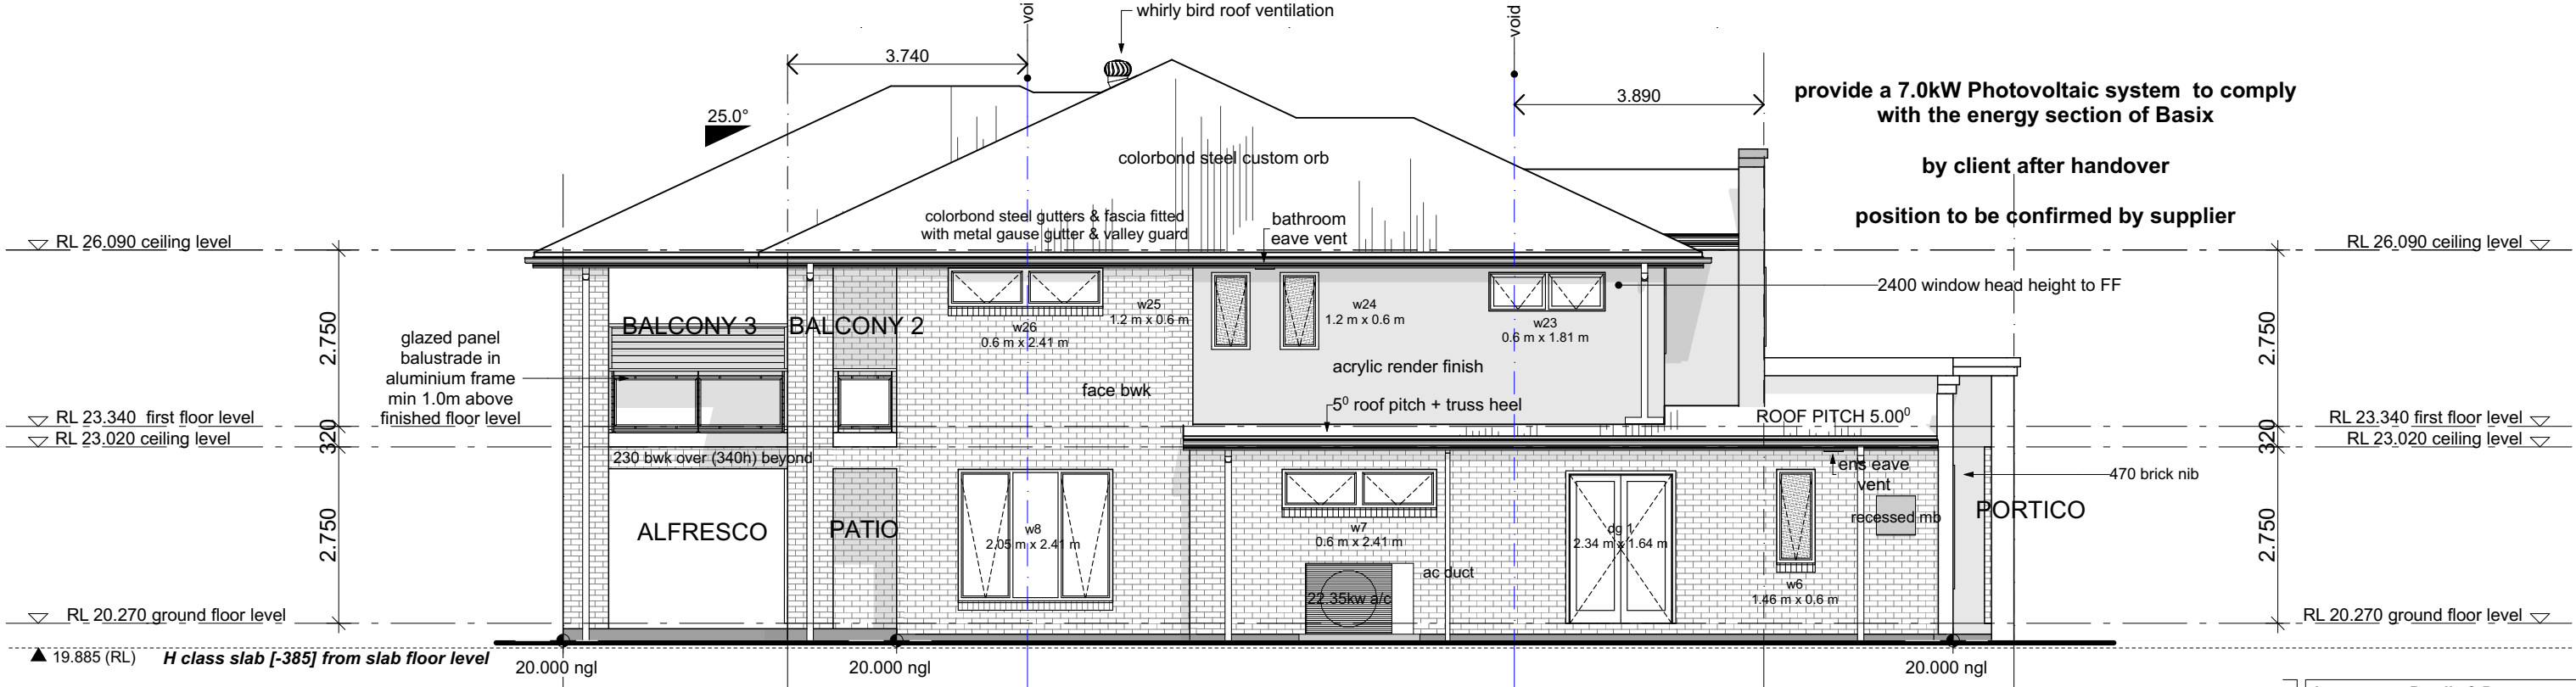 voi
whirly bird roof ventilation
void
3.740
3.890
25.0°
provide a 7.0kW Photovoltaic system to comply
with the energy section of Basix
by client after handover
position to be confirmed by supplier
colorbond steel custom orb
colorbond steel gutters & fascia fitted
with metal gause gutter & valley guard
bathroom
eave vent
RL 26.090 ceiling level
RL 26.090 ceiling level
2400 window head height to FF
2.750
2.750
glazed panel
balustrade in
aluminium frame
min 1.0m above
finished floor level
BALCONY 3
BALCONY 2
w26
0.6 m x 2.41 m
w25
1.2 m x 0.6 m
w24
1.2 m x 0.6 m
w23
0.6 m x 1.81 m
acrylic render finish
face bwk
5⁰ roof pitch + truss heel
ROOF PITCH 5.00⁰
RL 23.340 first floor level
RL 23.340 first floor level
320
320
RL 23.020 ceiling level
RL 23.020 ceiling level
230 bwk over (340h) beyond
ens eave
vent
470 brick nib
2.750
2.750
ALFRESCO
PATIO
w8
2.05 m x 2.41 m
w7
0.6 m x 2.41 m
dg 1
2.34 m x 1.64 m
recessed mb
PORTICO
ac duct
22.35kw a/c
w6
1.46 m x 0.6 m
RL 20.270 ground floor level
RL 20.270 ground floor level
19.885 (RL)
H class slab [-385] from slab floor level
20.000 ngl
20.000 ngl
20.000 ngl